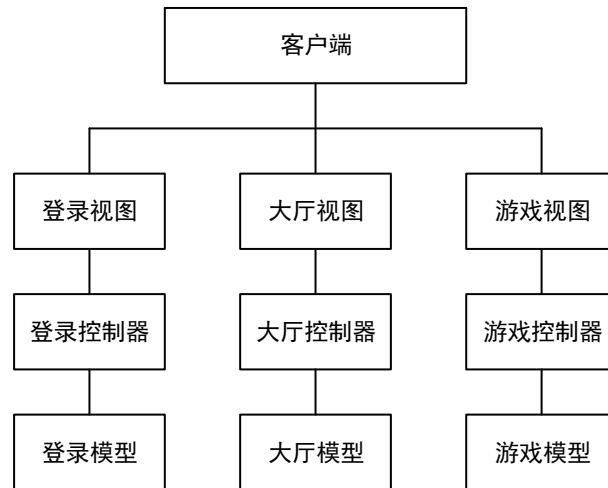 客户端
登录视图
大厅视图
游戏视图
登录控制器
大厅控制器
游戏控制器
登录模型
大厅模型
游戏模型